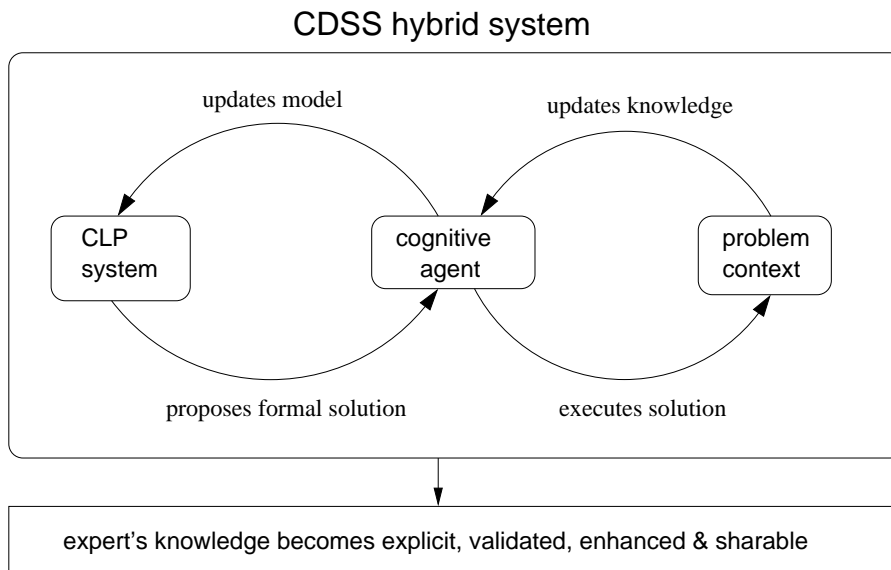 CDSS hybrid system
updates model
updates knowledge
CLP
system
cognitive
agent
problem
context
proposes formal solution
executes solution
expert's knowledge becomes explicit, validated, enhanced & sharable